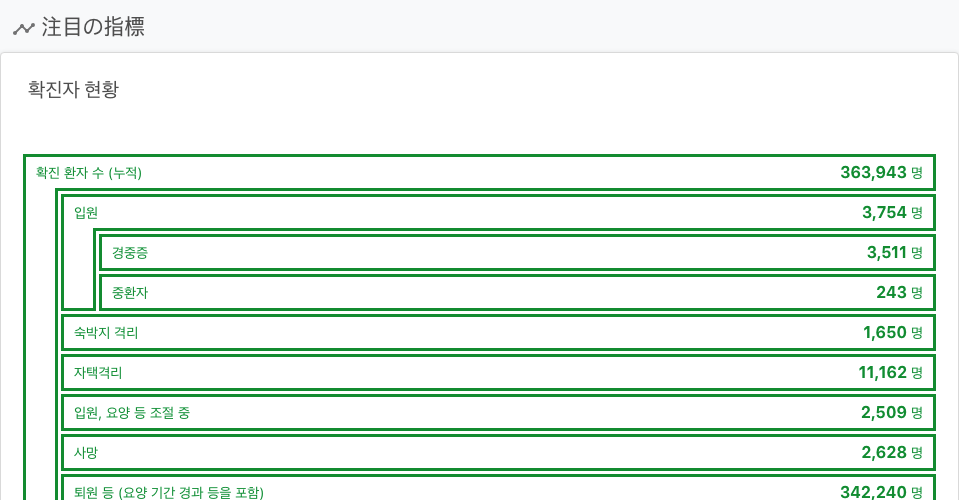 注目の指標
확진자 현황
확진 환자 수 (누적) 363,943 명
입원 3,754 명
경중증 3,511 명
중환자 243 명
숙박지 격리 1,650 명
자택격리 11,162 명
입원, 요양 등 조절 중 2,509 명
사망 2,628 명
퇴원 등 (요양 기간 경과 등을 포함) 342,240 명